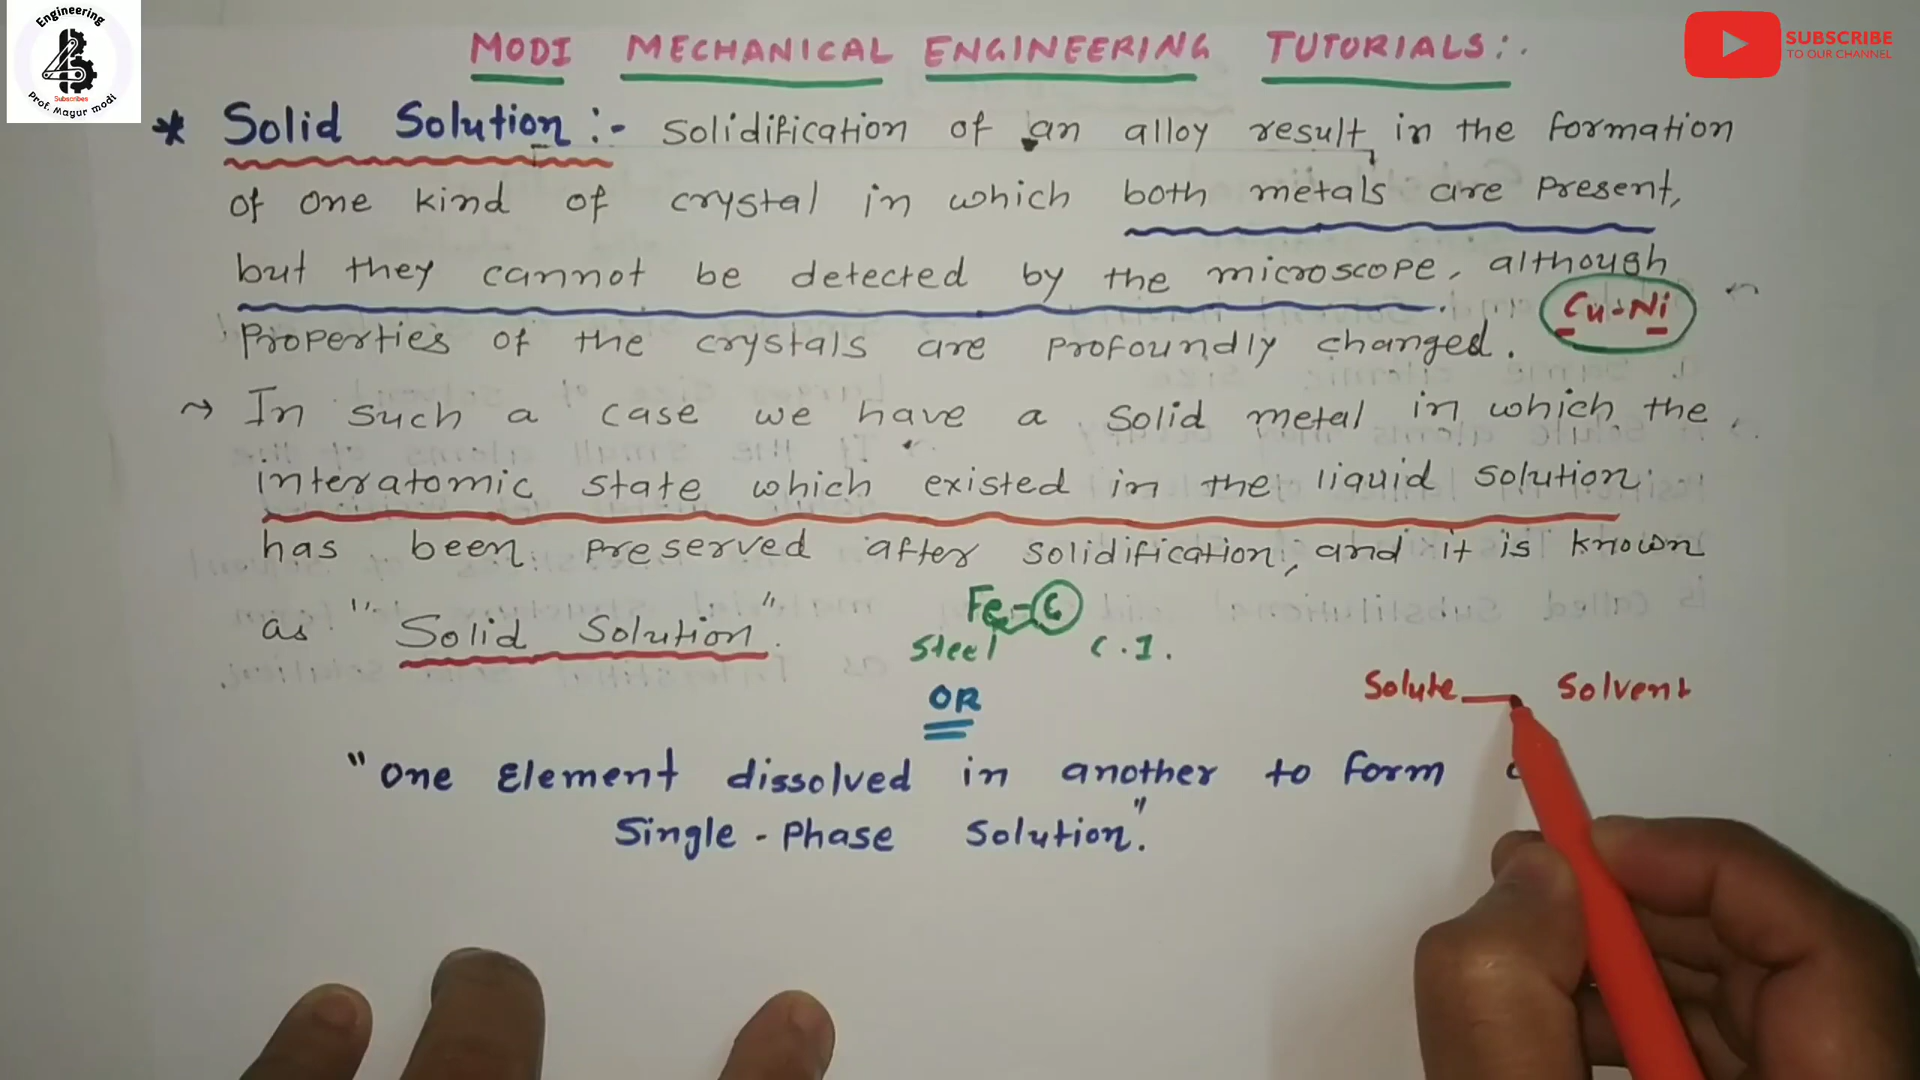 Engineering
Subscribes
Prof. Mayur modi
SUBSCRIBE
TO OUR CHANNEL
MODI MECHANICAL ENGINEERING TUTORIALS:.
* Solid Solution :- Solidification of an alloy result in the formation
of one kind of crystal in which both metals are present,
but they cannot be detected by the microscope, although
Cu-Ni
Properties of the crystals are profoundly changed.
→ In such a case we have a solid metal in which the
interatomic state which existed in the liquid solution
has been preserved after solidification, and it is known
as "Solid Solution".
Fe-C
Steel C.I.
Solute Solvent
OR
"One Element dissolved in another to form
Single-Phase Solution."